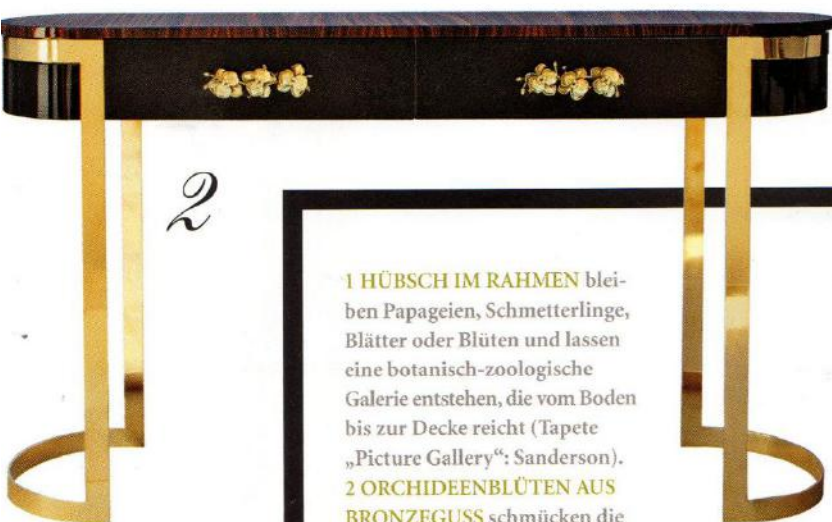 2
1 HÜBSCH IM RAHMEN blei-
ben Papageien, Schmetterlinge,
Blätter oder Blüten und lassen
eine botanisch-zoologische
Galerie entstehen, die vom Boden
bis zur Decke reicht (Tapete
„Picture Gallery“: Sanderson).
2 ORCHIDEENBLÜTEN AUS
BRONZEGUSS schmücken die